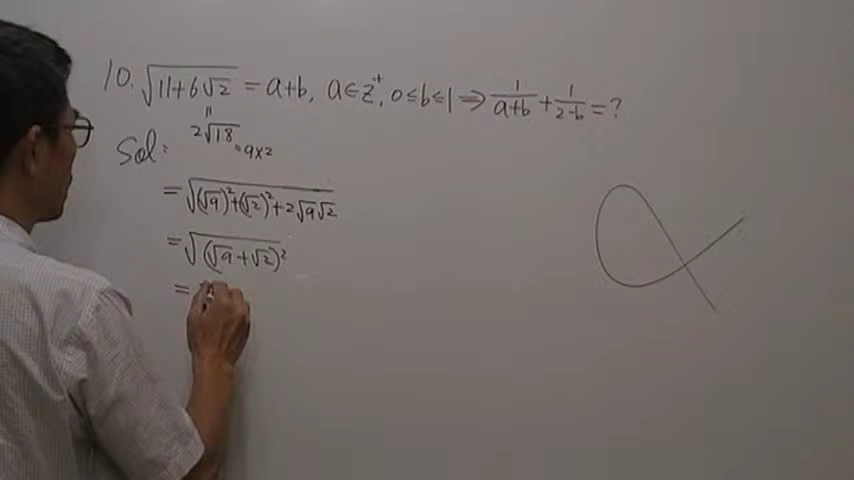 10. √(11+6√2) = a+b, a∈Z⁺, 0≤b≤1 ⇒ 1/(a+b) + 1/(2-b) = ?
Sol: 
॥
2√18 = 9×2
= √((√9)²+(√2)²+2√9√2)
= √((√9+√2)²)
=